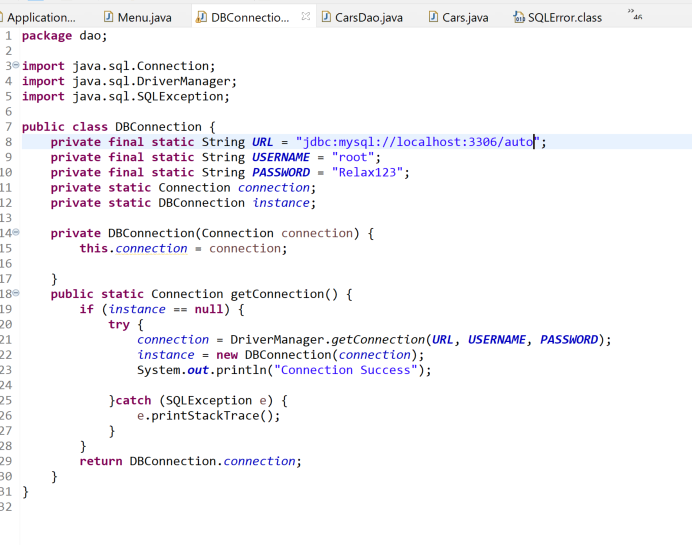 Application... Menu.java DBConnectio... CarsDao.java Cars.java SQLError.class »46
1 package dao;
2
3 import java.sql.Connection;
4 import java.sql.DriverManager;
5 import java.sql.SQLException;
6
7 public class DBConnection {
8 private final static String URL = "jdbc:mysql://localhost:3306/auto";
9 private final static String USERNAME = "root";
10 private final static String PASSWORD = "Relax123";
11 private static Connection connection;
12 private static DBConnection instance;
13
14 private DBConnection(Connection connection) {
15 this.connection = connection;
16
17 }
18 public static Connection getConnection() {
19 if (instance == null) {
20 try {
21 connection = DriverManager.getConnection(URL, USERNAME, PASSWORD);
22 instance = new DBConnection(connection);
23 System.out.println("Connection Success");
24
25 }catch (SQLException e) {
26 e.printStackTrace();
27 }
28 }
29 return DBConnection.connection;
30 }
31 }
32